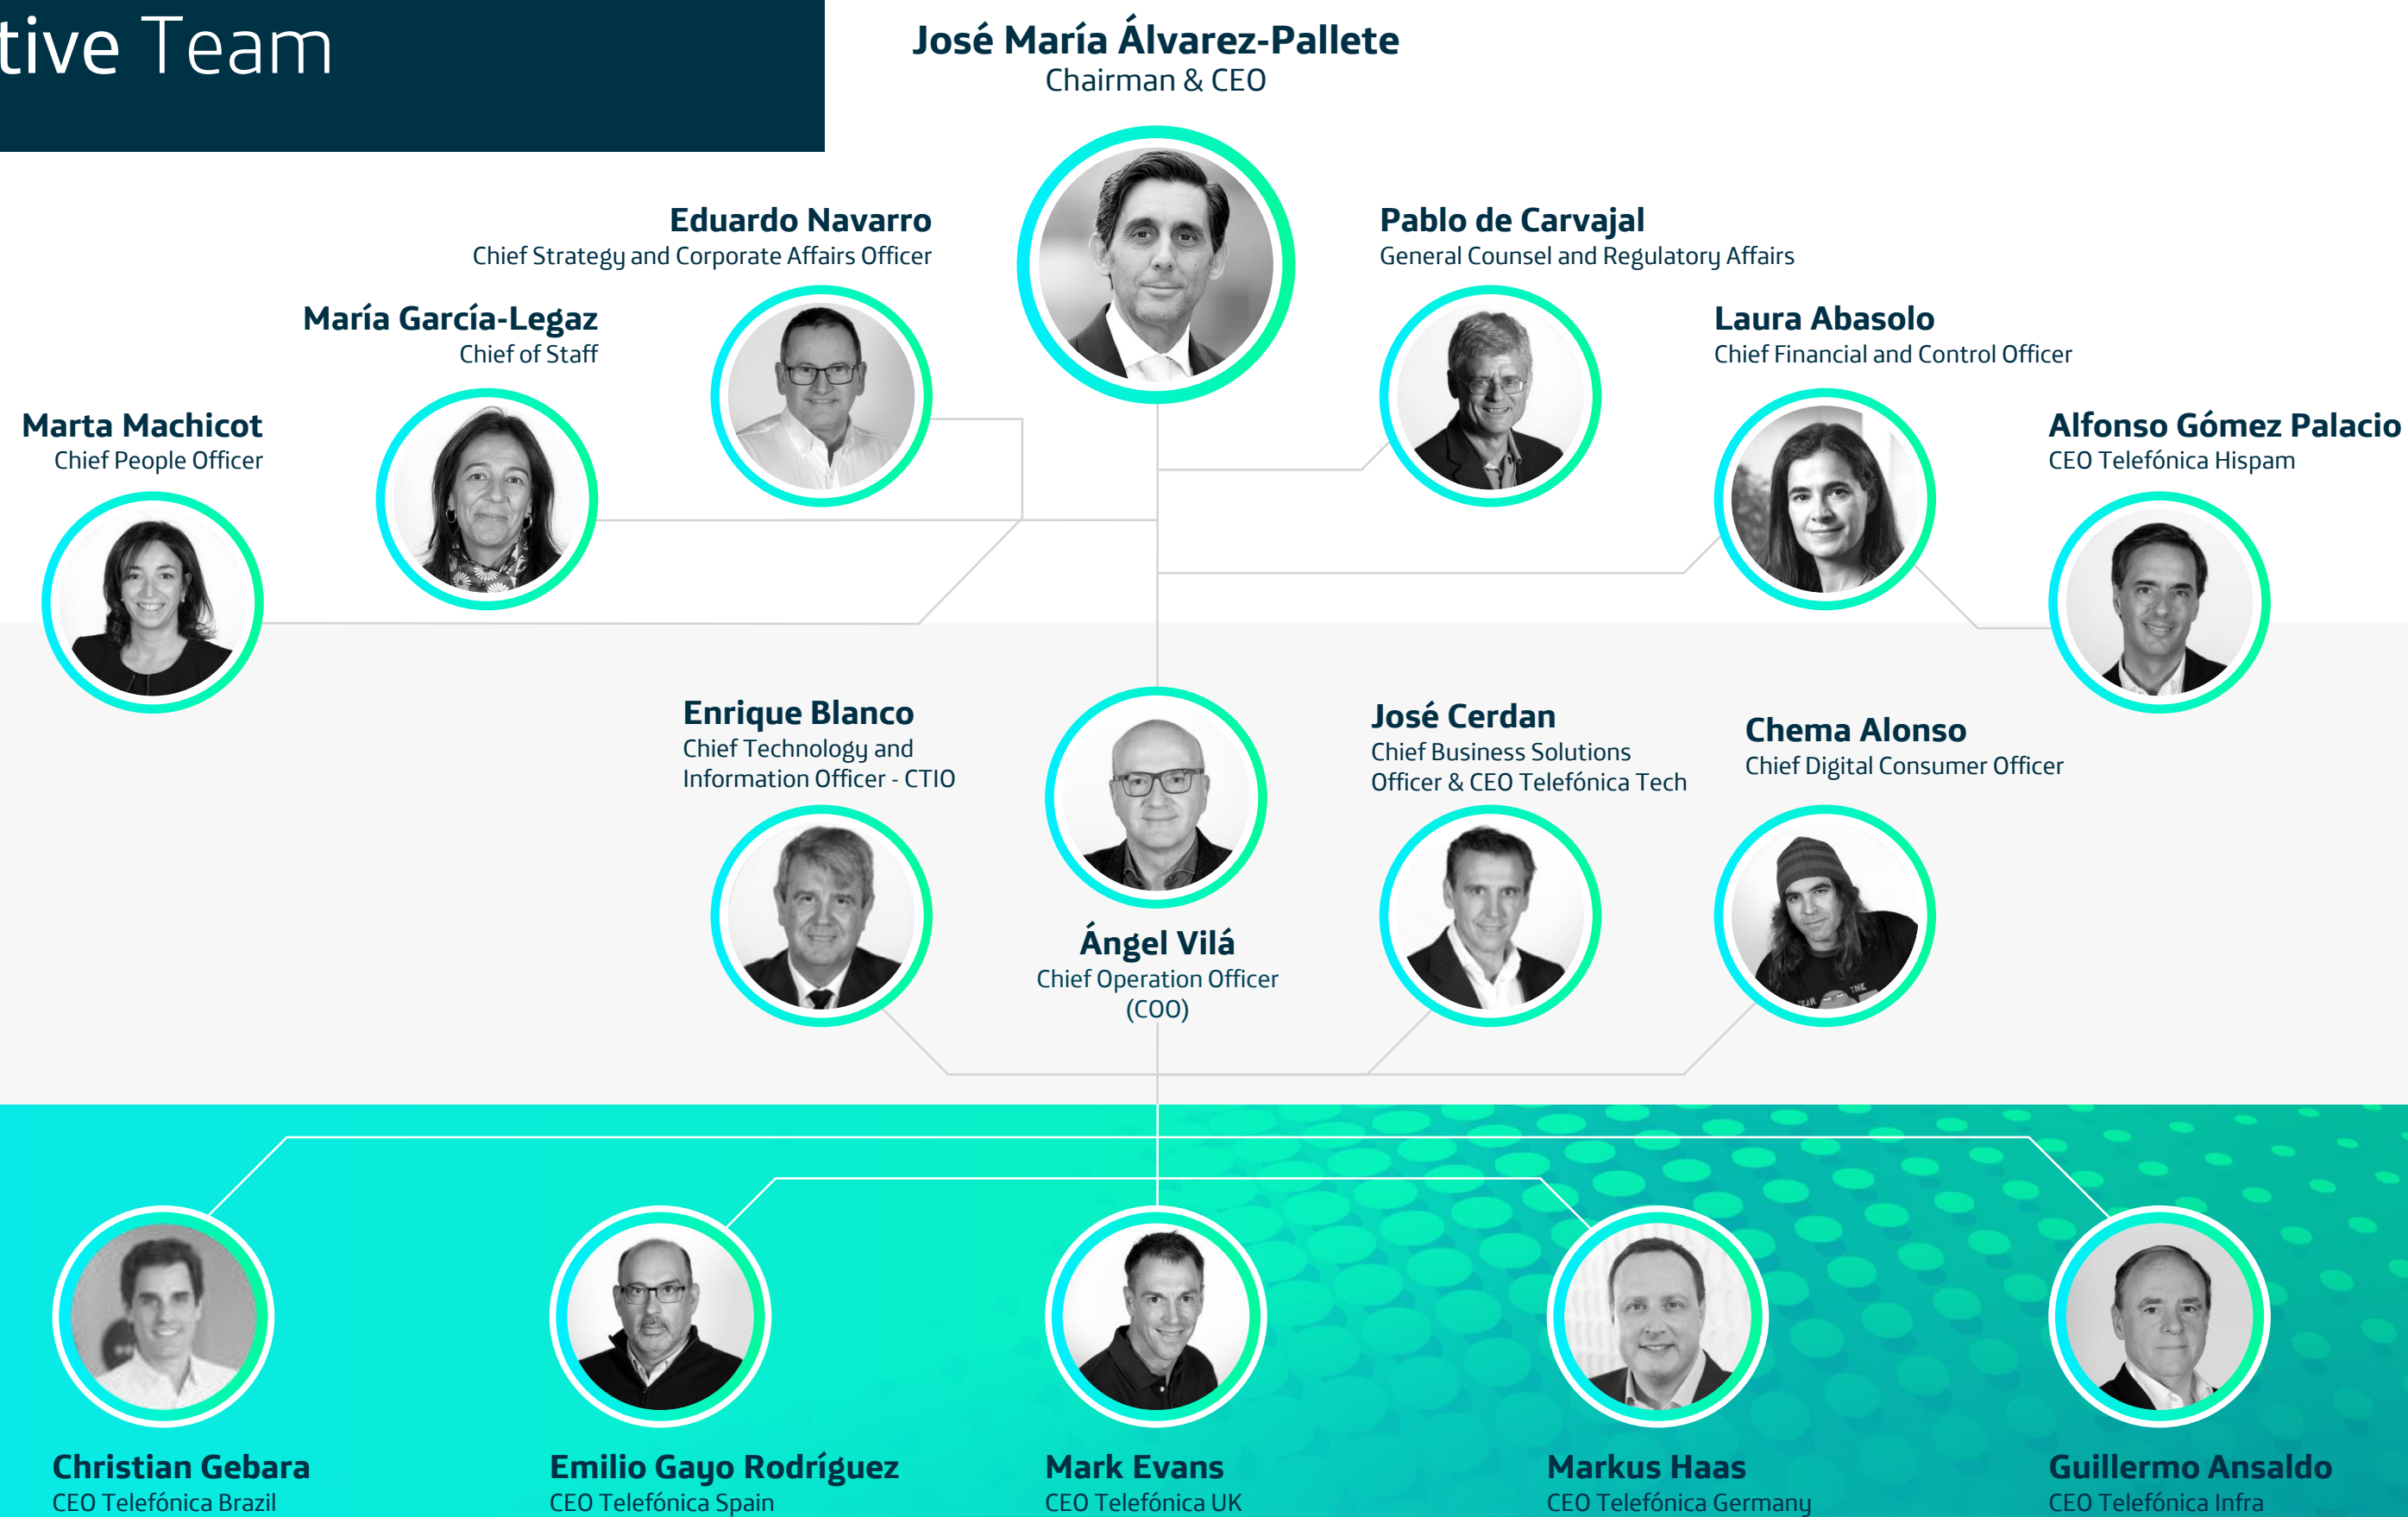 tive Team
José María Álvarez-Pallete
Chairman & CEO
Eduardo Navarro
Chief Strategy and Corporate Affairs Officer
Pablo de Carvajal
General Counsel and Regulatory Affairs
María García-Legaz
Chief of Staff
Laura Abasolo
Chief Financial and Control Officer
Marta Machicot
Chief People Officer
Alfonso Gómez Palacio
CEO Telefónica Hispam
Enrique Blanco
Chief Technology and
Information Officer - CTIO
Ángel Vilá
Chief Operation Officer
(COO)
José Cerdan
Chief Business Solutions
Officer & CEO Telefónica Tech
Chema Alonso
Chief Digital Consumer Officer
THE
Christian Gebara
CEO Telefónica Brazil
Emilio Gayo Rodríguez
CEO Telefónica Spain
Mark Evans
CEO Telefónica UK
Markus Haas
CEO Telefónica Germany
Guillermo Ansaldo
CEO Telefónica Infra